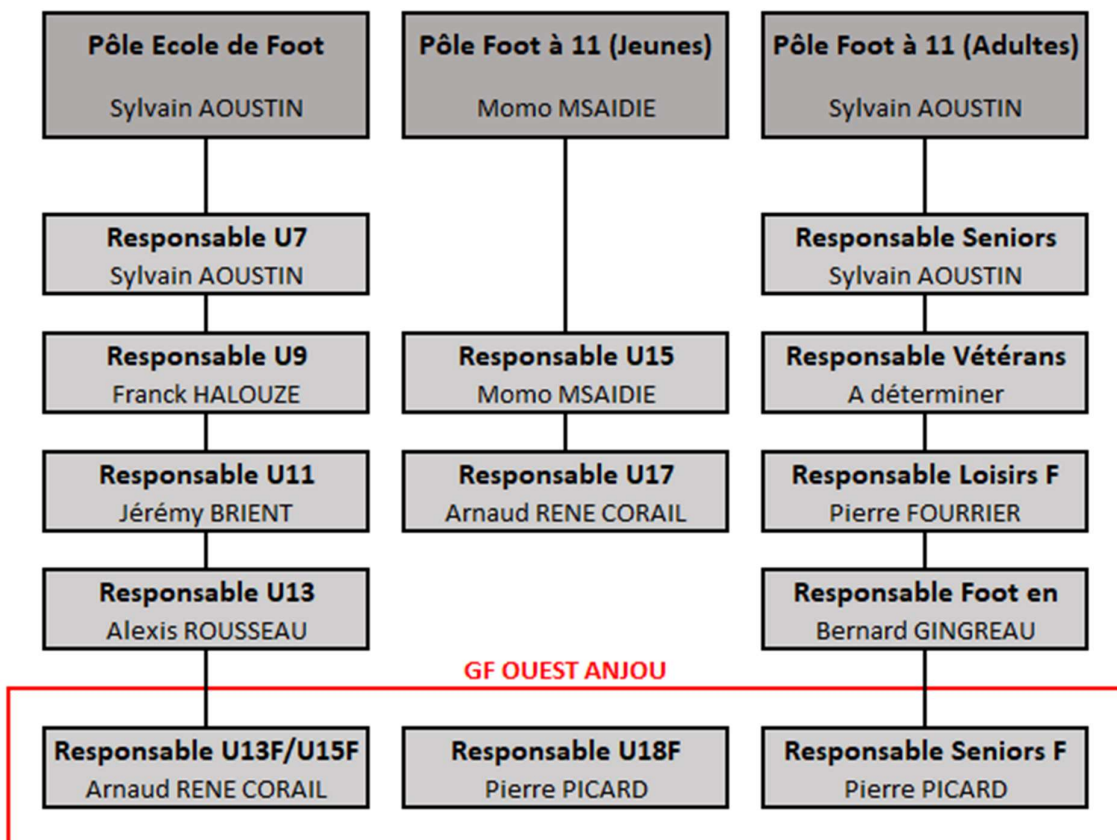 Pôle Ecole de Foot
Sylvain AOUSTIN
Pôle Foot à 11 (Jeunes)
Momo MSAIDIE
Pôle Foot à 11 (Adultes)
Sylvain AOUSTIN
Responsable U7
Sylvain AOUSTIN
Responsable Seniors
Sylvain AOUSTIN
Responsable U9
Franck HALOUZE
Responsable U15
Momo MSAIDIE
Responsable Vétérans
A déterminer
Responsable U11
Jérémy BRIENT
Responsable U17
Arnaud RENE CORAIL
Responsable Loisirs F
Pierre FOURRIER
Responsable U13
Alexis ROUSSEAU
Responsable Foot en
Bernard GINGREAU
GF OUEST ANJOU
Responsable U13F/U15F
Arnaud RENE CORAIL
Responsable U18F
Pierre PICARD
Responsable Seniors F
Pierre PICARD